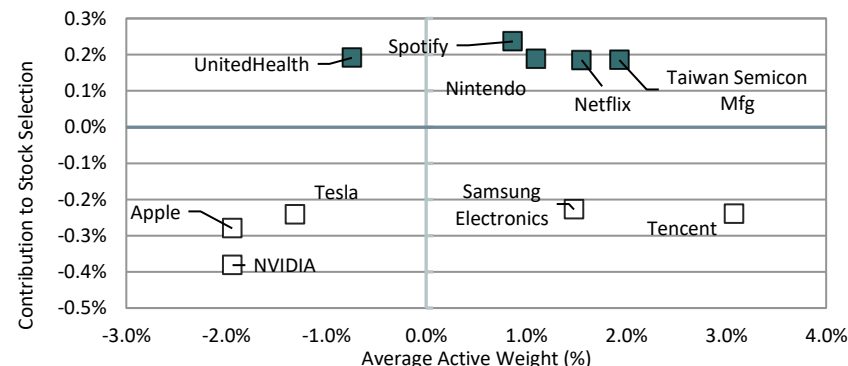 Contribution to Stock Selection
0.3%
0.2%
0.1%
0.0%
-0.1%
-0.2%
-0.3%
-0.4%
-0.5%
UnitedHealth
Spotify
Nintendo
Netflix
Taiwan Semicon
Mfg
Apple
Tesla
NVIDIA
Samsung
Electronics
Tencent
-3.0% -2.0% -1.0% 0.0% 1.0% 2.0% 3.0% 4.0%
Average Active Weight (%)